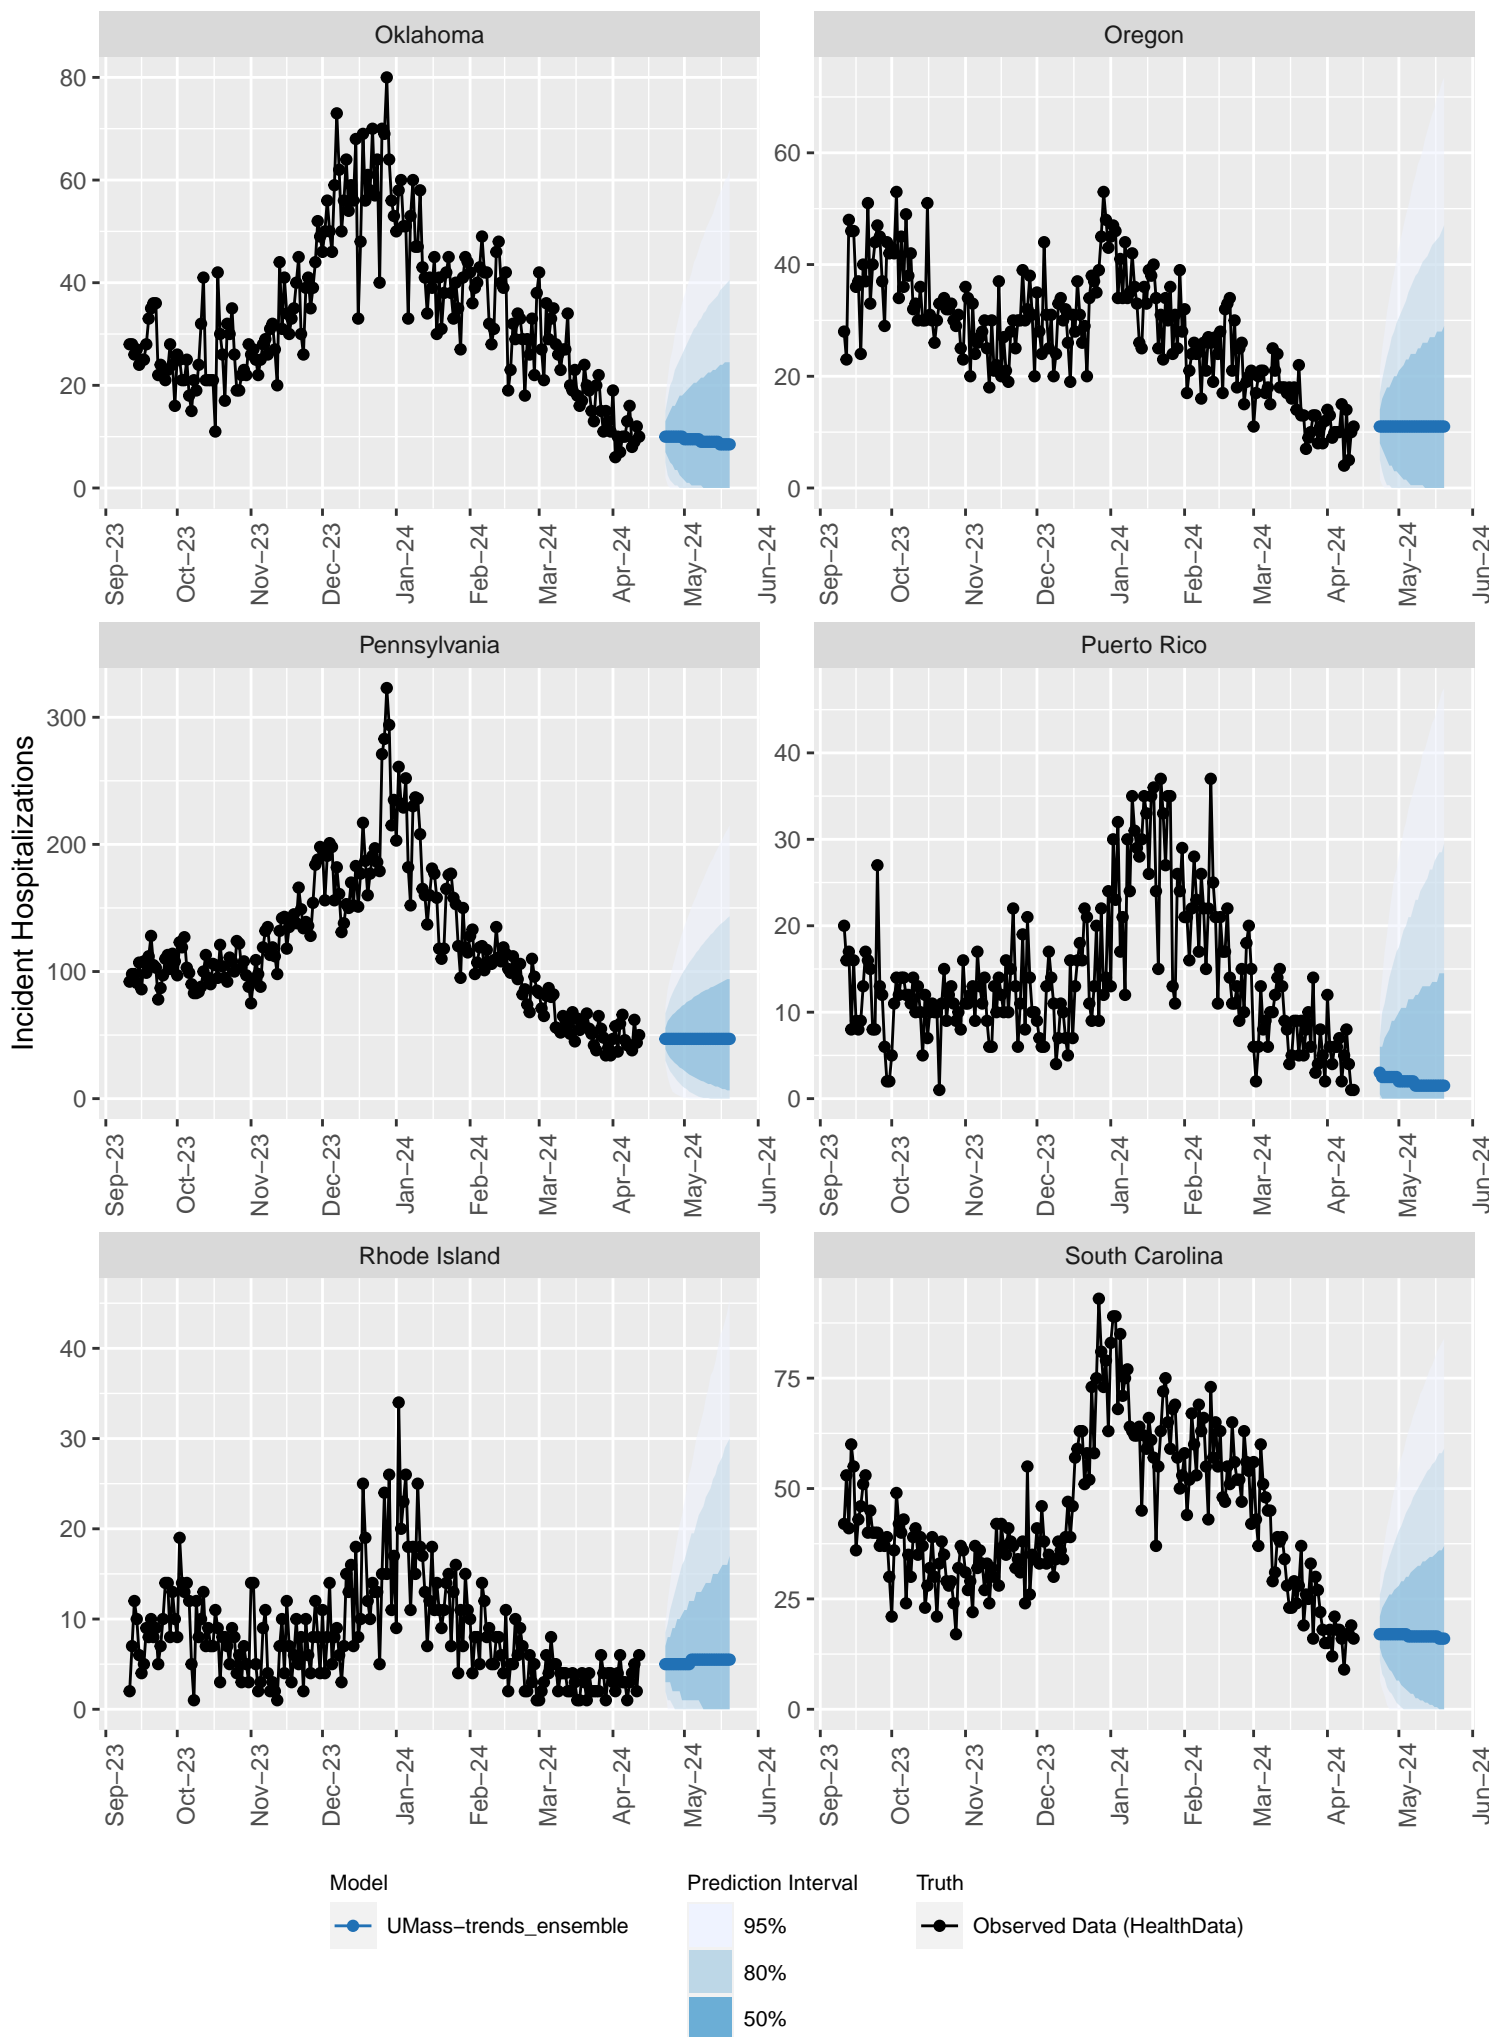 Oklahoma
Oregon
80
60
40
20
0
60
40
20
0
Sep−23
Oct−23
Nov−23
Dec−23
Jan−24
Feb−24
Mar−24
Apr−24
May−24
Jun−24
Sep−23
Oct−23
Nov−23
Dec−23
Jan−24
Feb−24
Mar−24
Apr−24
May−24
Jun−24
Pennsylvania
Puerto Rico
Incident Hospitalizations
300
200
100
0
40
30
20
10
0
Sep−23
Oct−23
Nov−23
Dec−23
Jan−24
Feb−24
Mar−24
Apr−24
May−24
Jun−24
Sep−23
Oct−23
Nov−23
Dec−23
Jan−24
Feb−24
Mar−24
Apr−24
May−24
Jun−24
Rhode Island
South Carolina
40
30
20
10
0
75
50
25
0
Sep−23
Oct−23
Nov−23
Dec−23
Jan−24
Feb−24
Mar−24
Apr−24
May−24
Jun−24
Sep−23
Oct−23
Nov−23
Dec−23
Jan−24
Feb−24
Mar−24
Apr−24
May−24
Jun−24
Model
UMass−trends_ensemble
Prediction Interval
95%
80%
50%
Truth
Observed Data (HealthData)